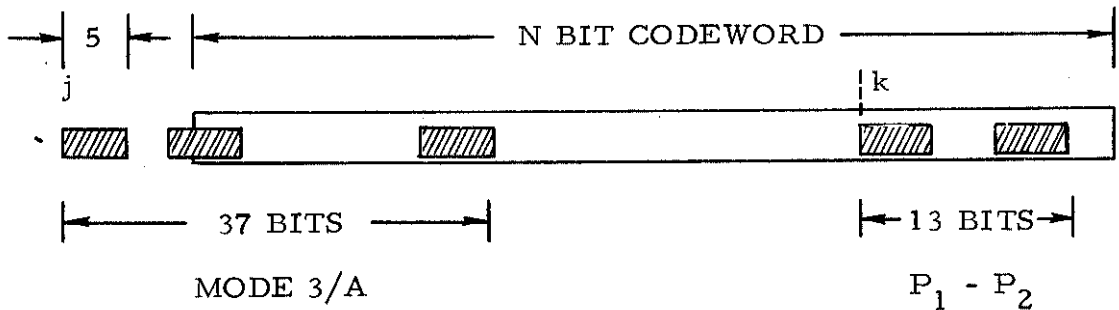 5
N BIT CODEWORD
j
k
37 BITS
13 BITS
MODE 3/A
P₁ - P₂